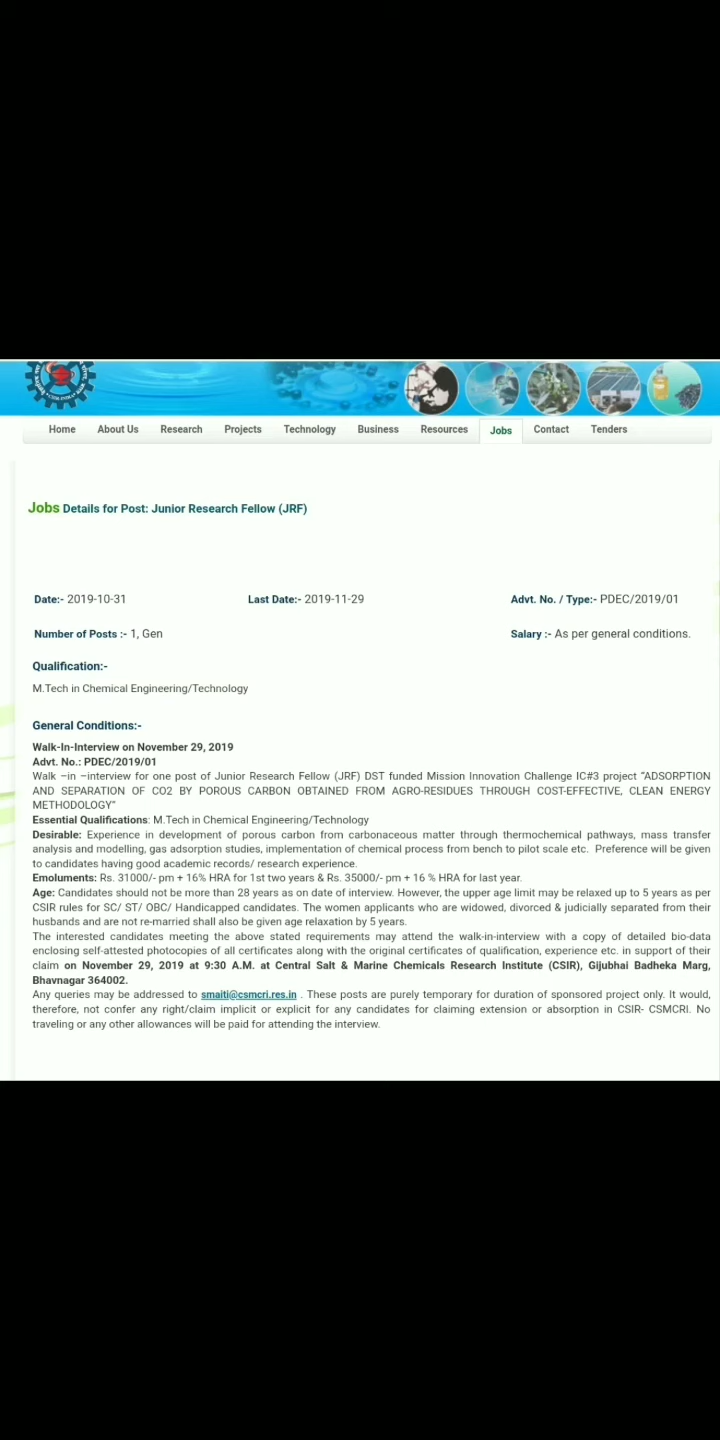 Home About Us Research Projects Technology Business Resources Jobs Contact Tenders
Jobs Details for Post: Junior Research Fellow (JRF)
Date:- 2019-10-31 Last Date:- 2019-11-29 Advt. No. / Type:- PDEC/2019/01
Number of Posts :- 1, Gen Salary :- As per general conditions.
Qualification:-
M.Tech in Chemical Engineering/Technology
General Conditions:-
Walk-In-Interview on November 29, 2019
Advt. No.: PDEC/2019/01
Walk –in –interview for one post of Junior Research Fellow (JRF) DST funded Mission Innovation Challenge IC#3 project “ADSORPTION
AND SEPARATION OF CO2 BY POROUS CARBON OBTAINED FROM AGRO-RESIDUES THROUGH COST-EFFECTIVE, CLEAN ENERGY
METHODOLOGY”
Essential Qualifications: M.Tech in Chemical Engineering/Technology
Desirable: Experience in development of porous carbon from carbonaceous matter through thermochemical pathways, mass transfer
analysis and modelling, gas adsorption studies, implementation of chemical process from bench to pilot scale etc. Preference will be given
to candidates having good academic records/ research experience.
Emoluments: Rs. 31000/- pm + 16% HRA for 1st two years & Rs. 35000/- pm + 16 % HRA for last year.
Age: Candidates should not be more than 28 years as on date of interview. However, the upper age limit may be relaxed up to 5 years as per
CSIR rules for SC/ ST/ OBC/ Handicapped candidates. The women applicants who are widowed, divorced & judicially separated from their
husbands and are not re-married shall also be given age relaxation by 5 years.
The interested candidates meeting the above stated requirements may attend the walk-in-interview with a copy of detailed bio-data
enclosing self-attested photocopies of all certificates along with the original certificates of qualification, experience etc. in support of their
claim on November 29, 2019 at 9:30 A.M. at Central Salt & Marine Chemicals Research Institute (CSIR), Gijubhai Badheka Marg,
Bhavnagar 364002.
Any queries may be addressed to smaiti@csmcri.res.in . These posts are purely temporary for duration of sponsored project only. It would,
therefore, not confer any right/claim implicit or explicit for any candidates for claiming extension or absorption in CSIR- CSMCRI. No
traveling or any other allowances will be paid for attending the interview.